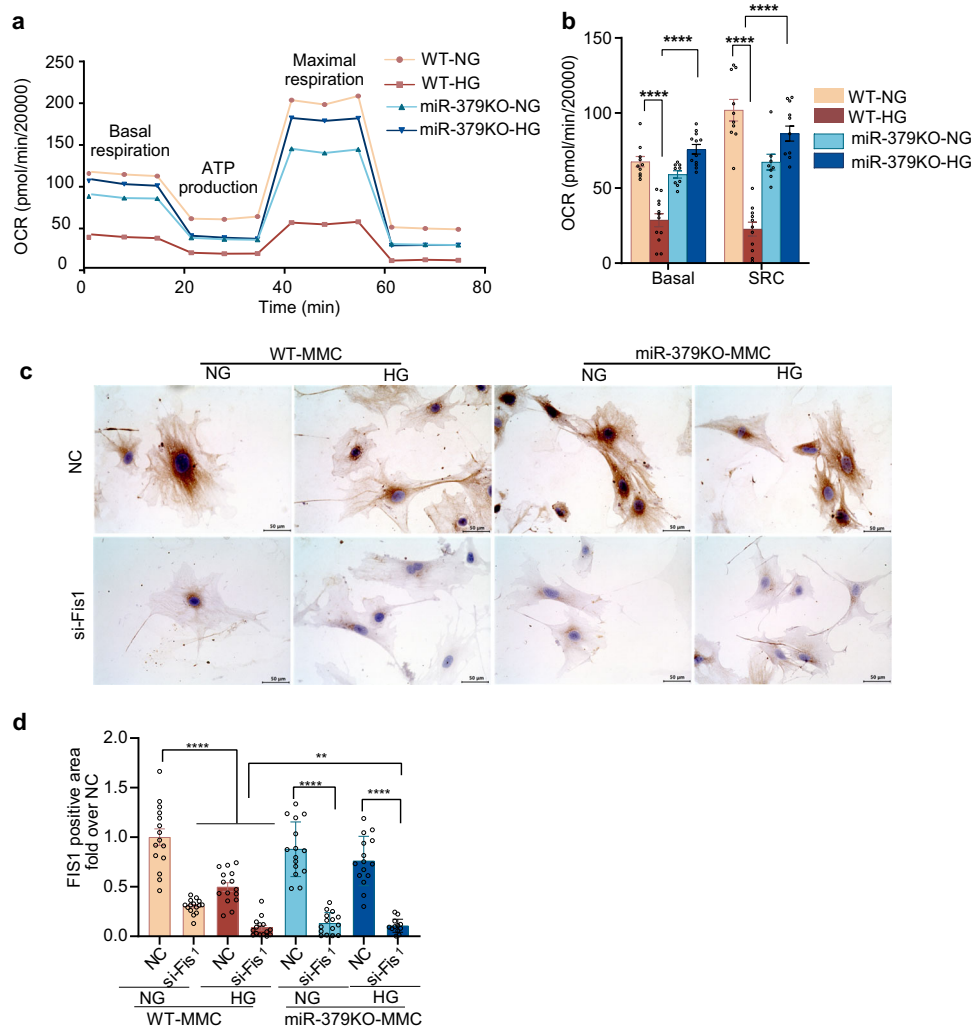 a
OCR (pmol/min/20000)
250
200
150
100
50
0
Basal
respiration
ATP
production
Maximal
respiration
WT-NG
WT-HG
miR-379KO-NG
miR-379KO-HG
0
20
40
60
80
Time (min)
b
OCR (pmol/min/20000)
150
100
50
0
****
****
****
****
Basal
SRC
WT-NG
WT-HG
miR-379KO-NG
miR-379KO-HG
c
WT-MMC
miR-379KO-MMC
NG
HG
NG
HG
NC
50 µm
50 µm
50 µm
50 µm
si-Fis1
50 µm
50 µm
50 µm
50 µm
d
FIS1 positive area
fold over NC
2.0
1.5
1.0
0.5
0.0
****
**
****
****
NC
si-Fis1
NC
si-Fis1
NC
si-Fis1
NC
si-Fis1
NG
HG
NG
HG
WT-MMC
miR-379KO-MMC